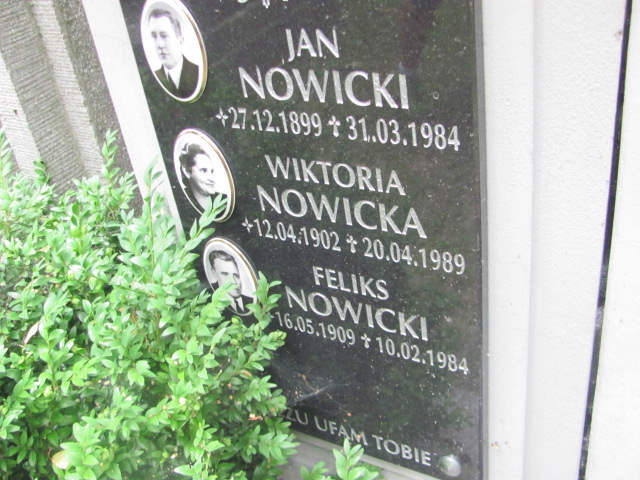 JAN
NOWICKI
✢27.12.1899 ✝ 31.03.1984
WIKTORIA
NOWICKA
✢12.04.1902 ✝ 20.04.1989
FELIKS
NOWICKI
16.05.1909 ✝ 10.02.1984
ZU UFAM TOBIE